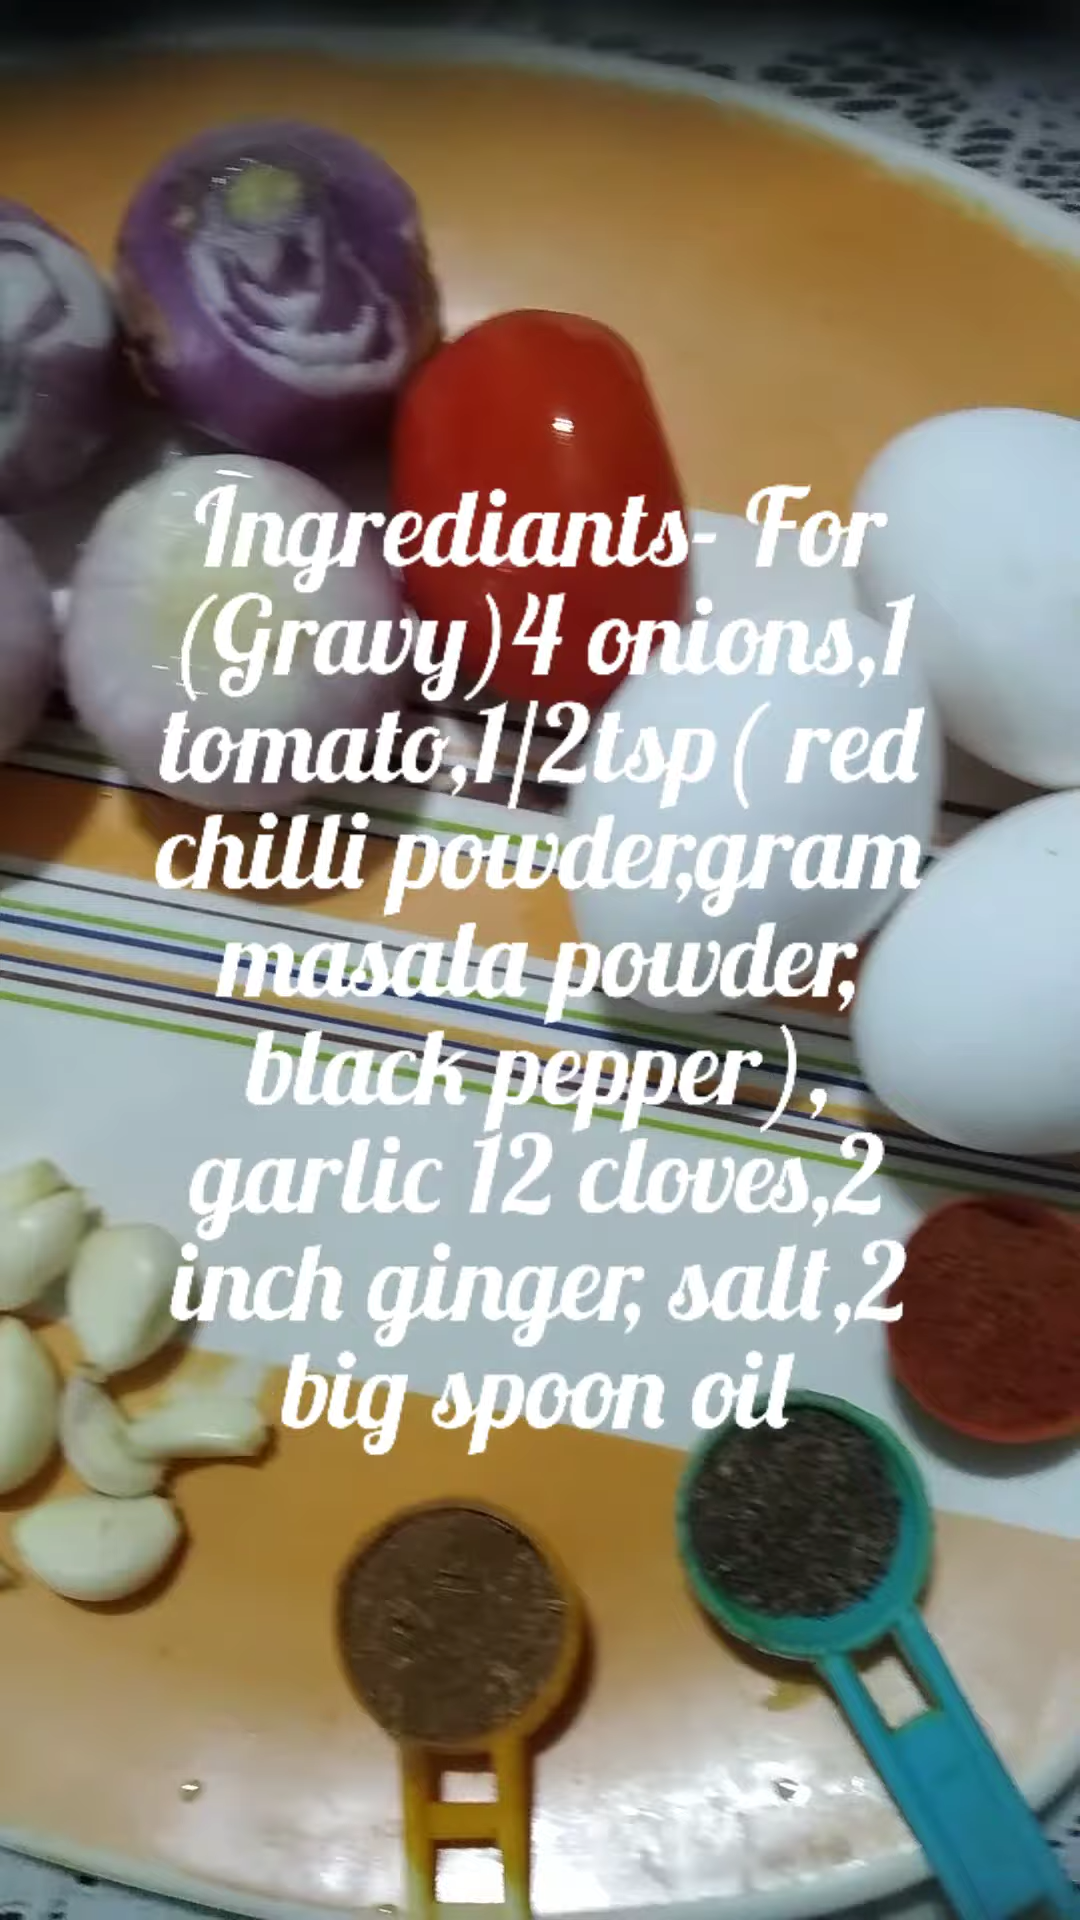 Ingrediants- For
(Gravy)4 onions,1
tomato,1/2tsp( red
chilli powder,gram
masala powder,
black pepper),
garlic 12 cloves,2
inch ginger, salt,2
big spoon oil